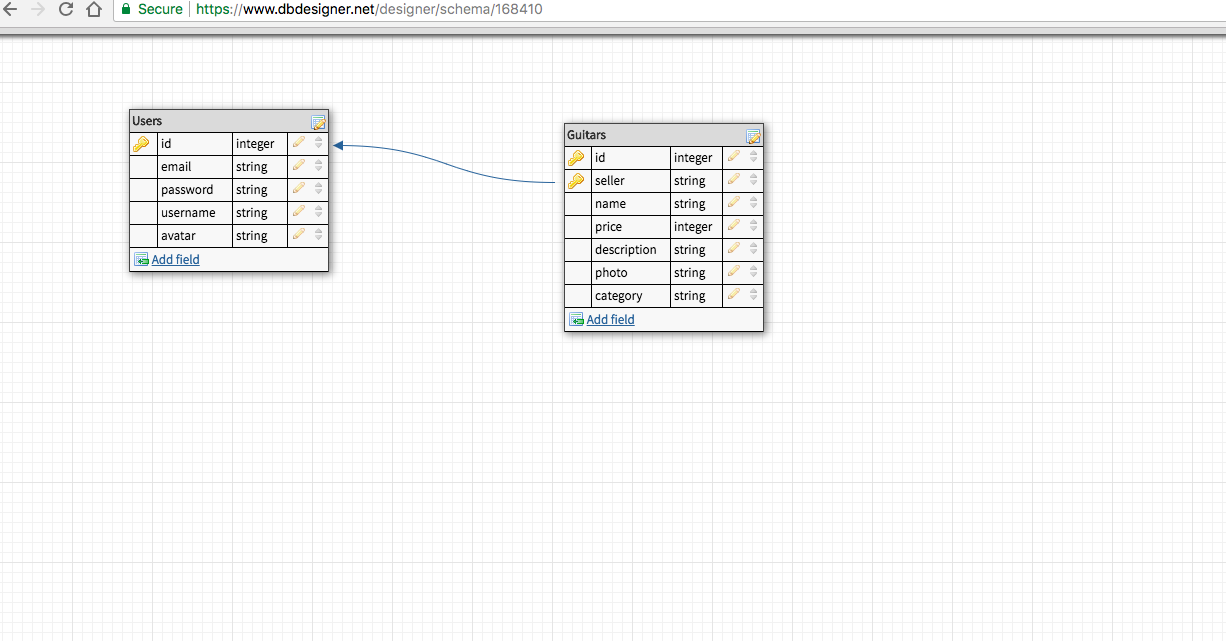 Secure https://www.dbdesigner.net/designer/schema/168410
Users
id integer
email string
password string
username string
avatar string
Add field
Guitars
id integer
seller string
name string
price integer
description string
photo string
category string
Add field